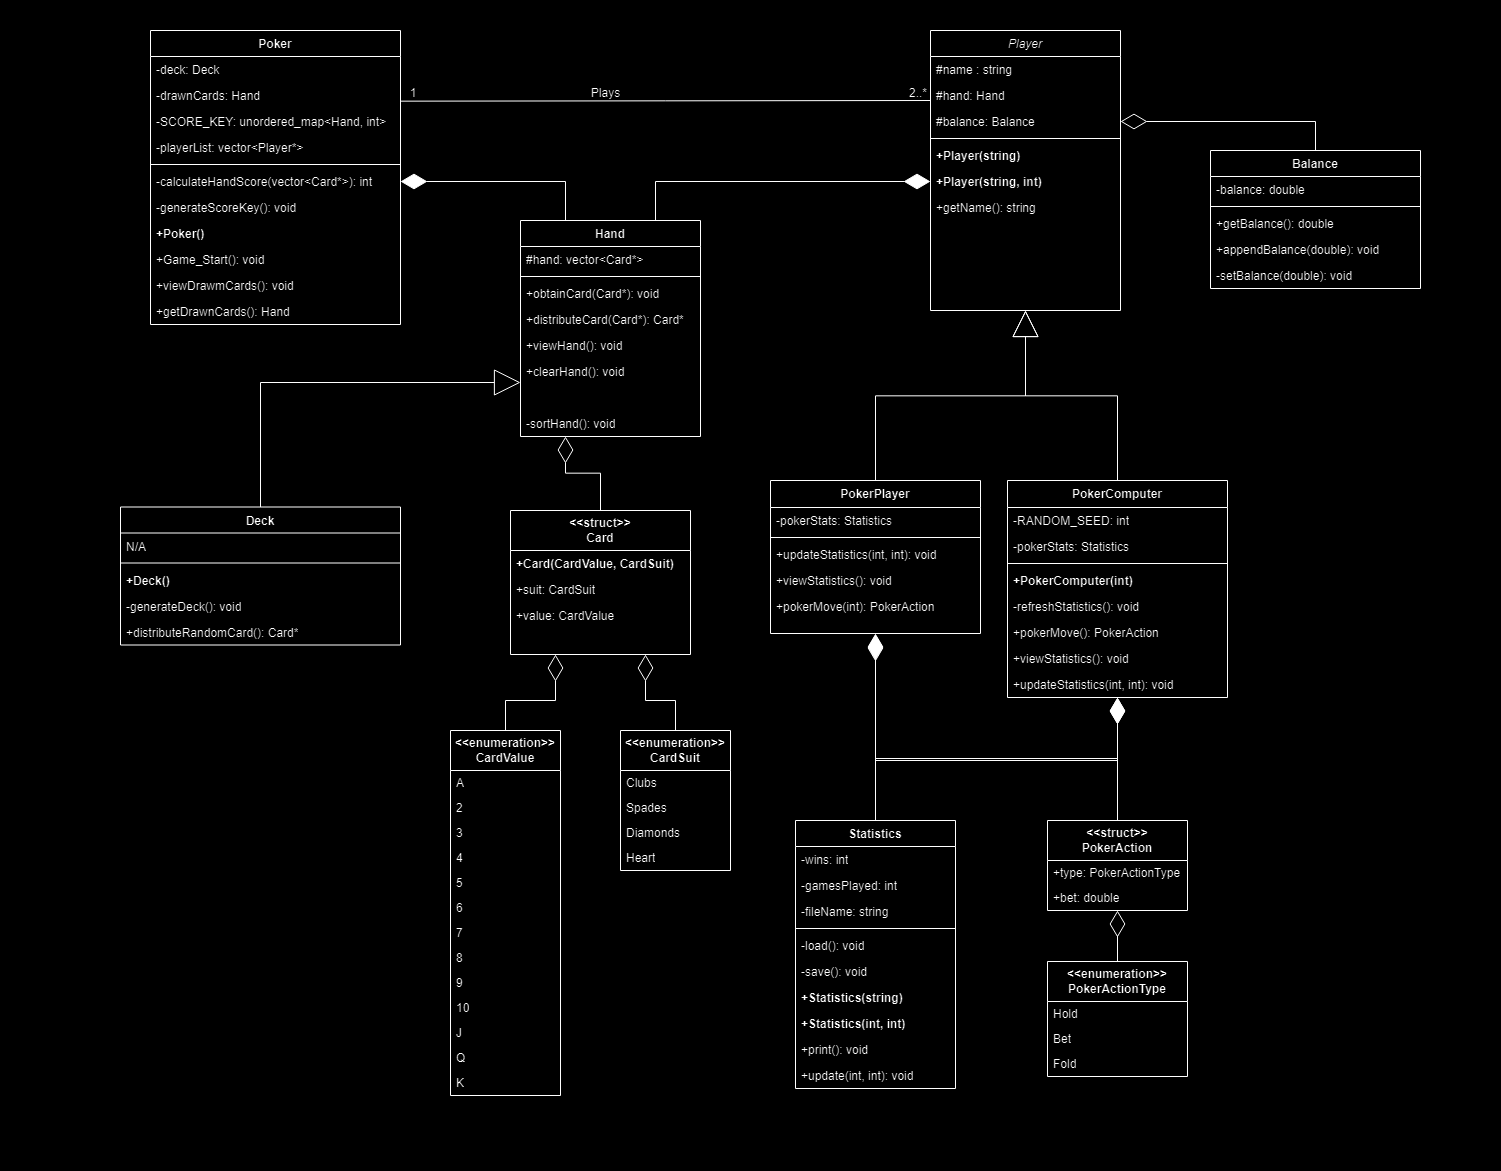 Poker
-deck: Deck
-drawnCards: Hand
-SCORE_KEY: unordered_map<Hand, int>
-playerList: vector<Player*>
-calculateHandScore(vector<Card*>): int
-generateScoreKey(): void
+Poker()
+Game_Start(): void
+viewDrawmCards(): void
+getDrawnCards(): Hand
1
Plays
2..*
Player
#name : string
#hand: Hand
#balance: Balance
+Player(string)
+Player(string, int)
+getName(): string
Balance
-balance: double
+getBalance(): double
+appendBalance(double): void
-setBalance(double): void
Hand
#hand: vector<Card*>
+obtainCard(Card*): void
+distributeCard(Card*): Card*
+viewHand(): void
+clearHand(): void
-sortHand(): void
Deck
N/A
+Deck()
-generateDeck(): void
+distributeRandomCard(): Card*
<<struct>>
Card
+Card(CardValue, CardSuit)
+suit: CardSuit
+value: CardValue
PokerPlayer
-pokerStats: Statistics
+updateStatistics(int, int): void
+viewStatistics(): void
+pokerMove(int): PokerAction
PokerComputer
-RANDOM_SEED: int
-pokerStats: Statistics
+PokerComputer(int)
-refreshStatistics(): void
+pokerMove(): PokerAction
+viewStatistics(): void
+updateStatistics(int, int): void
<<enumeration>>
CardValue
A
2
3
4
5
6
7
8
9
10
J
Q
K
<<enumeration>>
CardSuit
Clubs
Spades
Diamonds
Heart
Statistics
-wins: int
-gamesPlayed: int
-fileName: string
-load(): void
-save(): void
+Statistics(string)
+Statistics(int, int)
+print(): void
+update(int, int): void
<<struct>>
PokerAction
+type: PokerActionType
+bet: double
<<enumeration>>
PokerActionType
Hold
Bet
Fold